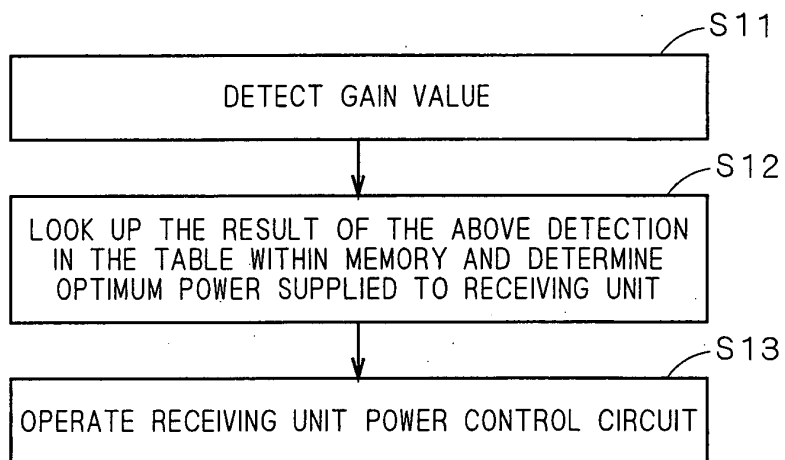 S11
DETECT GAIN VALUE
S12
LOOK UP THE RESULT OF THE ABOVE DETECTION
IN THE TABLE WITHIN MEMORY AND DETERMINE
OPTIMUM POWER SUPPLIED TO RECEIVING UNIT
S13
OPERATE RECEIVING UNIT POWER CONTROL CIRCUIT